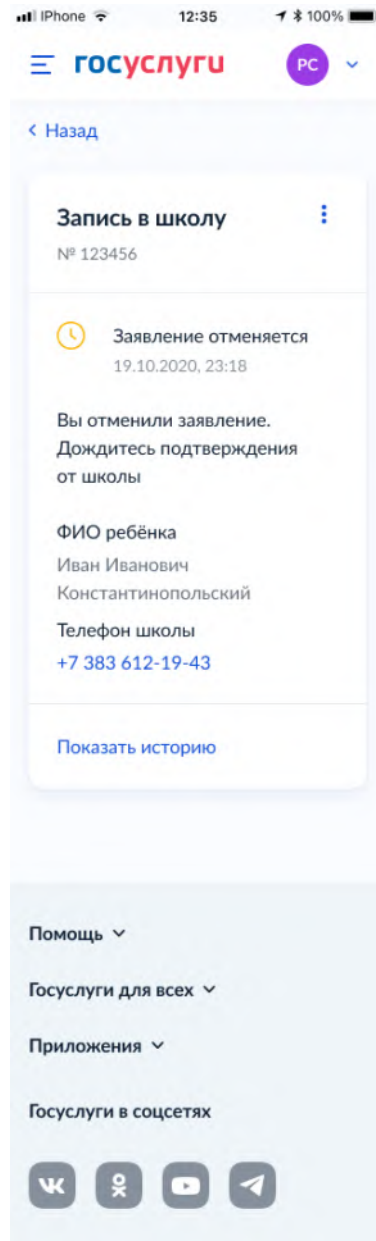 IPhone 12:35 100%
госуслуги РС
Назад
Запись в школу
№ 123456
Заявление отменяется
19.10.2020, 23:18
Вы отменили заявление.
Дождитесь подтверждения
от школы
ФИО ребёнка
Иван Иванович
Константинопольский
Телефон школы
+7 383 612-19-43
Показать историю
Помощь
Госуслуги для всех
Приложения
Госуслуги в соцсетях